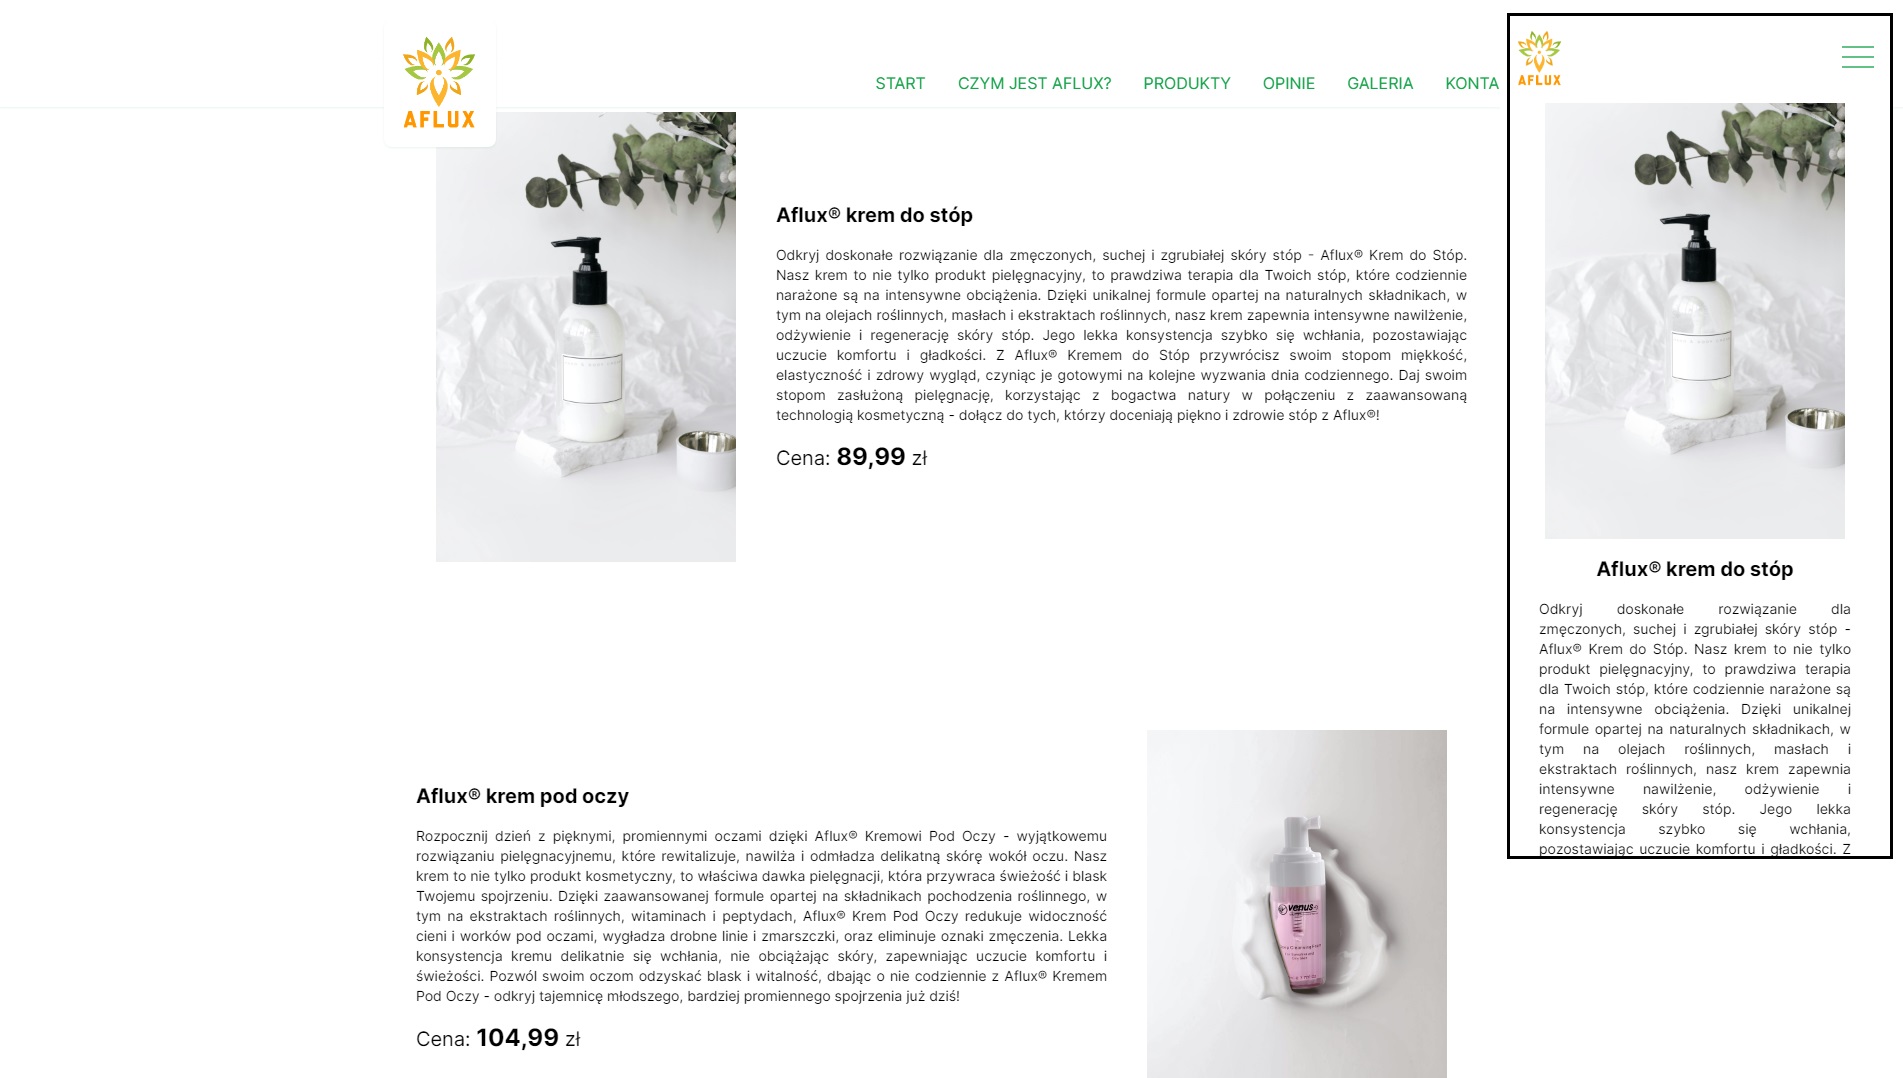 AFLUX
START CZYM JEST AFLUX? PRODUKTY OPINIE GALERIA KONTA
Aflux® krem do stóp
Odkryj doskonałe rozwiązanie dla zmęczonych, suchej i zgrubiałej skóry stóp - Aflux® Krem do Stóp.
Nasz krem to nie tylko produkt pielęgnacyjny, to prawdziwa terapia dla Twoich stóp, które codziennie
narażone są na intensywne obciążenia. Dzięki unikalnej formule opartej na naturalnych składnikach, w
tym na olejach roślinnych, masłach i ekstraktach roślinnych, nasz krem zapewnia intensywne nawilżenie,
odżywienie i regenerację skóry stóp. Jego lekka konsystencja szybko się wchłania, pozostawiając
uczucie komfortu i gładkości. Z Aflux® Kremem do Stóp przywrócisz swoim stopom miękkość,
elastyczność i zdrowy wygląd, czyniąc je gotowymi na kolejne wyzwania dnia codziennego. Daj swoim
stopom zasłużoną pielęgnację, korzystając z bogactwa natury w połączeniu z zaawansowaną
technologią kosmetyczną - dołącz do tych, którzy doceniają piękno i zdrowie stóp z Aflux®!
Cena: 89,99 zł
Aflux® krem pod oczy
Rozpocznij dzień z pięknymi, promiennymi oczami dzięki Aflux® Kremowi Pod Oczy - wyjątkowemu
rozwiązaniu pielęgnacyjnemu, które rewitalizuje, nawilża i odmładza delikatną skórę wokół oczu. Nasz
krem to nie tylko produkt kosmetyczny, to właściwa dawka pielęgnacji, która przywraca świeżość i blask
Twojemu spojrzeniu. Dzięki zaawansowanej formule opartej na składnikach pochodzenia roślinnego, w
tym na ekstraktach roślinnych, witaminach i peptydach, Aflux® Krem Pod Oczy redukuje widoczność
cieni i worków pod oczami, wygładza drobne linie i zmarszczki, oraz eliminuje oznaki zmęczenia. Lekka
konsystencja kremu delikatnie się wchłania, nie obciążając skóry, zapewniając uczucie komfortu i
świeżości. Pozwól swoim oczom odzyskać blask i witalność, dbając o nie codziennie z Aflux® Kremem
Pod Oczy - odkryj tajemnicę młodszego, bardziej promiennego spojrzenia już dziś!
Cena: 104,99 zł
venus
AFLUX
Aflux® krem do stóp
Odkryj doskonałe rozwiązanie dla
zmęczonych, suchej i zgrubiałej skóry stóp -
Aflux® Krem do Stóp. Nasz krem to nie tylko
produkt pielęgnacyjny, to prawdziwa terapia
dla Twoich stóp, które codziennie narażone są
na intensywne obciążenia. Dzięki unikalnej
formule opartej na naturalnych składnikach, w
tym na olejach roślinnych, masłach i
ekstraktach roślinnych, nasz krem zapewnia
intensywne nawilżenie, odżywienie i
regenerację skóry stóp. Jego lekka
konsystencja szybko się wchłania,
pozostawiając uczucie komfortu i gładkości. Z